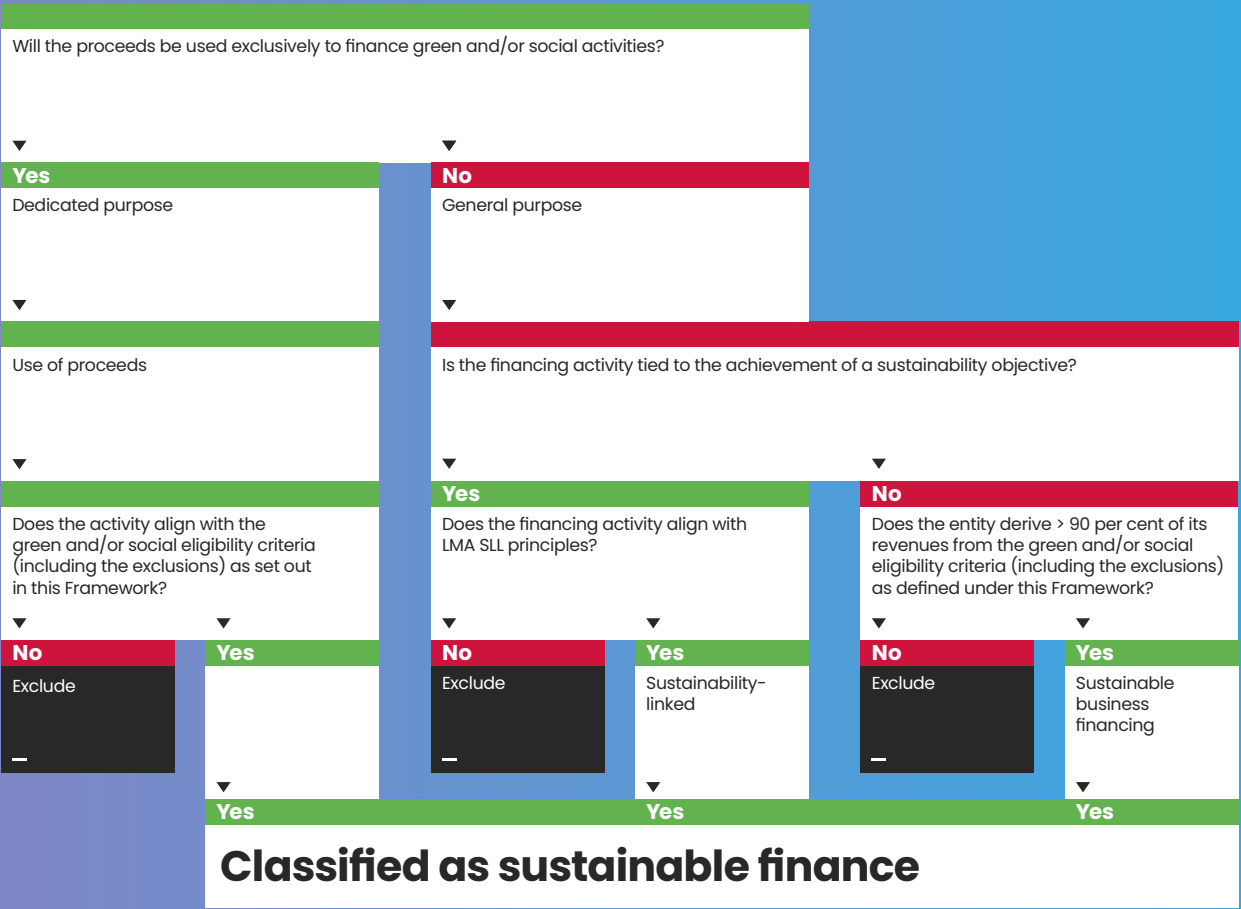 Will the proceeds be used exclusively to finance green and/or social activities?
Yes
Dedicated purpose
No
General purpose
Use of proceeds
Is the financing activity tied to the achievement of a sustainability objective?
Does the activity align with the
green and/or social eligibility criteria
(including the exclusions) as set out
in this Framework?
Yes
Does the financing activity align with
LMA SLL principles?
No
Does the entity derive > 90 per cent of its
revenues from the green and/or social
eligibility criteria (including the exclusions)
as defined under this Framework?
No
Exclude
Yes
No
Exclude
Yes
Sustainability-
linked
No
Exclude
Yes
Sustainable
business
financing
Yes
Yes
Yes
Classified as sustainable finance